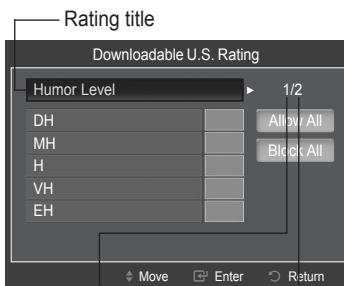 Rating title
Downloadable U.S. Rating
Humor Level ► 1/2
DH Allow All
MH Block All
H
VH
EH
Move Enter Return